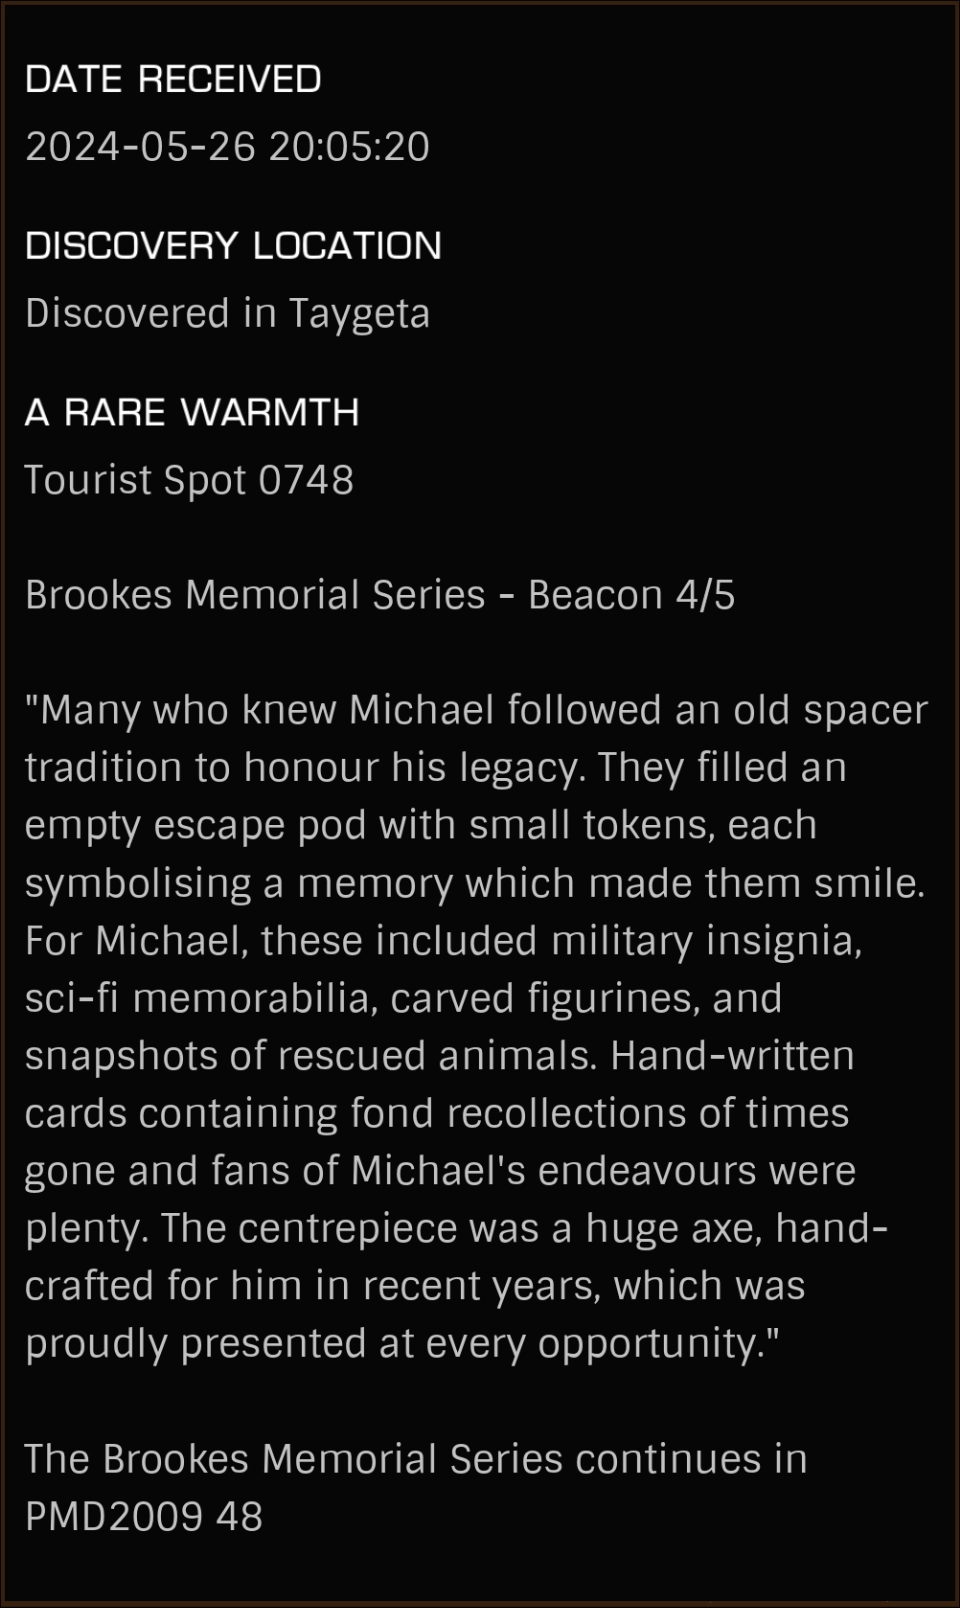 DATE RECEIVED
2024-05-26 20:05:20
DISCOVERY LOCATION
Discovered in Taygeta
A RARE WARMTH
Tourist Spot 0748
Brookes Memorial Series - Beacon 4/5
"Many who knew Michael followed an old spacer
tradition to honour his legacy. They filled an
empty escape pod with small tokens, each
symbolising a memory which made them smile.
For Michael, these included military insignia,
sci-fi memorabilia, carved figurines, and
snapshots of rescued animals. Hand-written
cards containing fond recollections of times
gone and fans of Michael's endeavours were
plenty. The centrepiece was a huge axe, hand-
crafted for him in recent years, which was
proudly presented at every opportunity."
The Brookes Memorial Series continues in
PMD2009 48